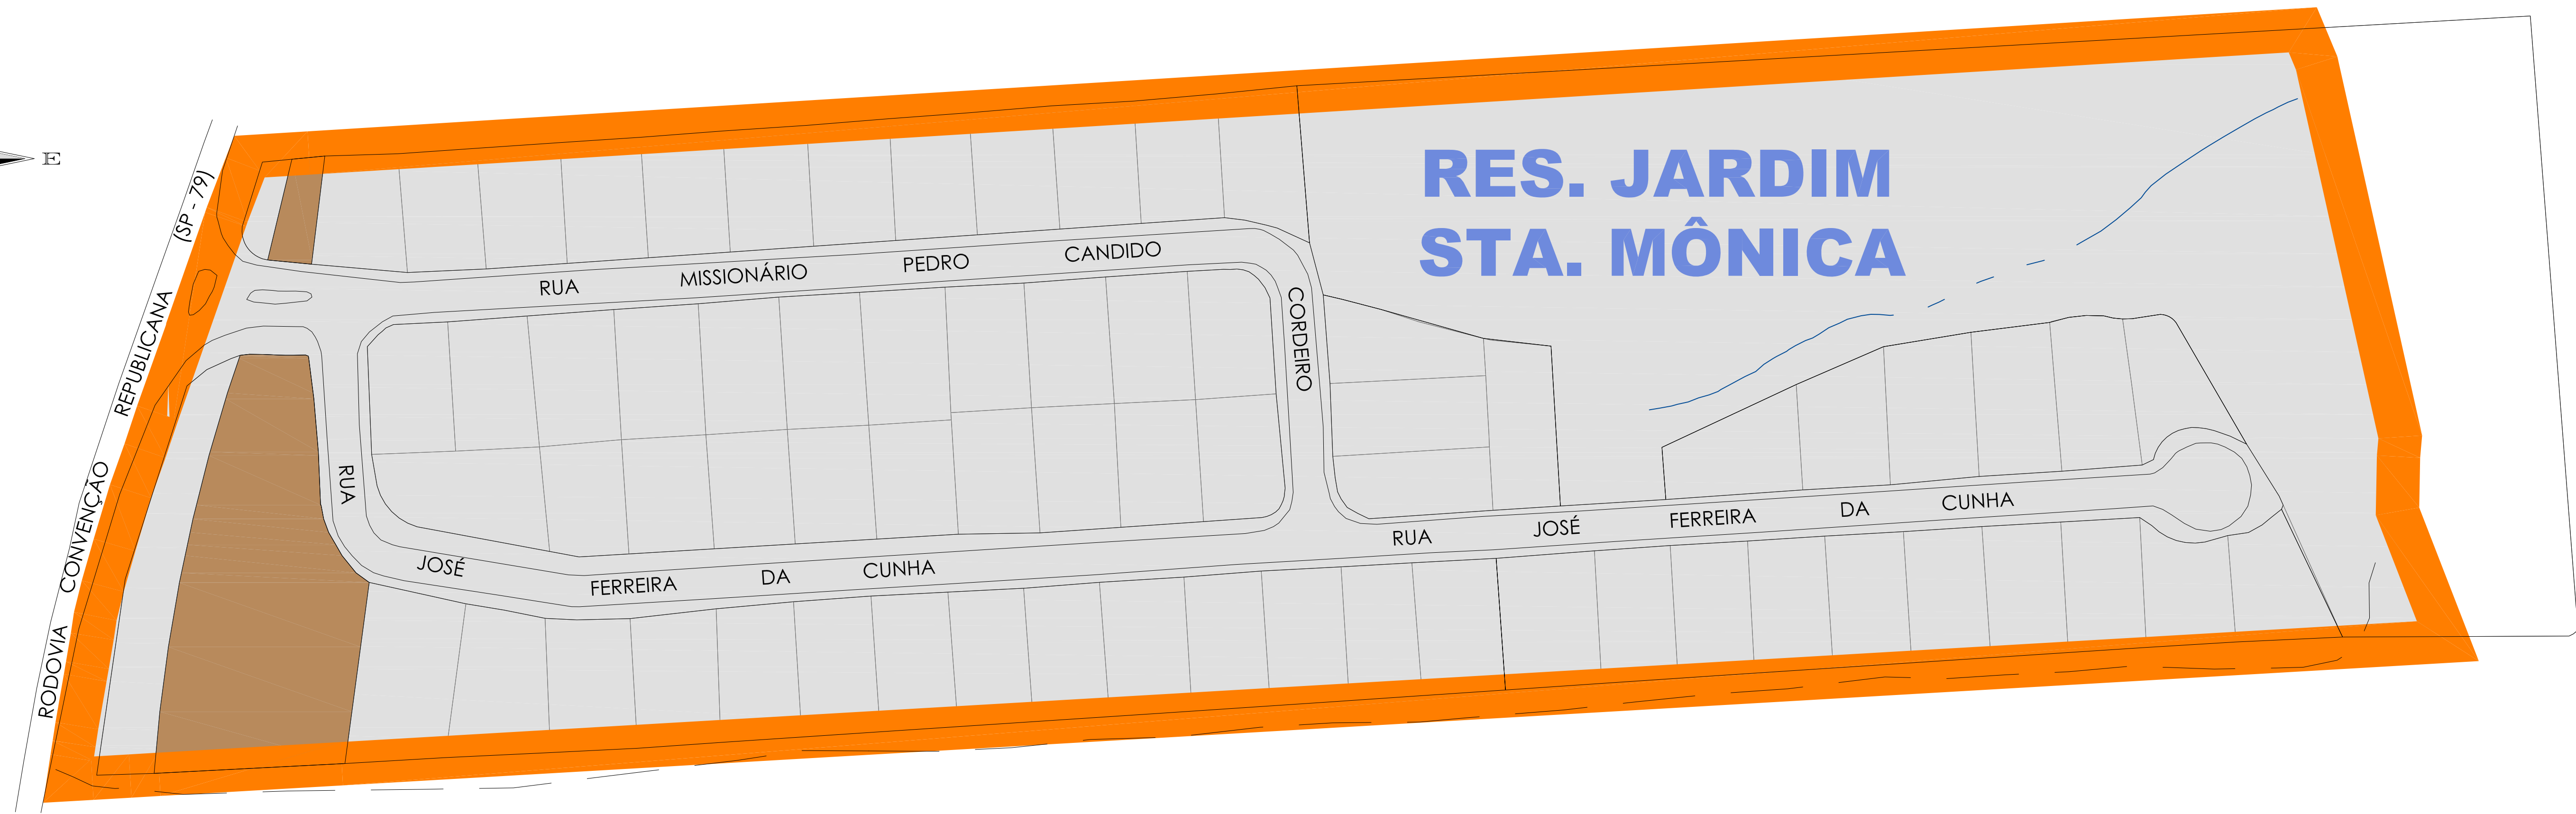 E
RES. JARDIM
STA. MÔNICA
RODOVIA CONVENÇÃO REPUBLICANA (SP - 79)
RUA MISSIONÁRIO PEDRO CANDIDO CORDEIRO
RUA JOSÉ FERREIRA DA CUNHA
RUA JOSÉ FERREIRA DA CUNHA